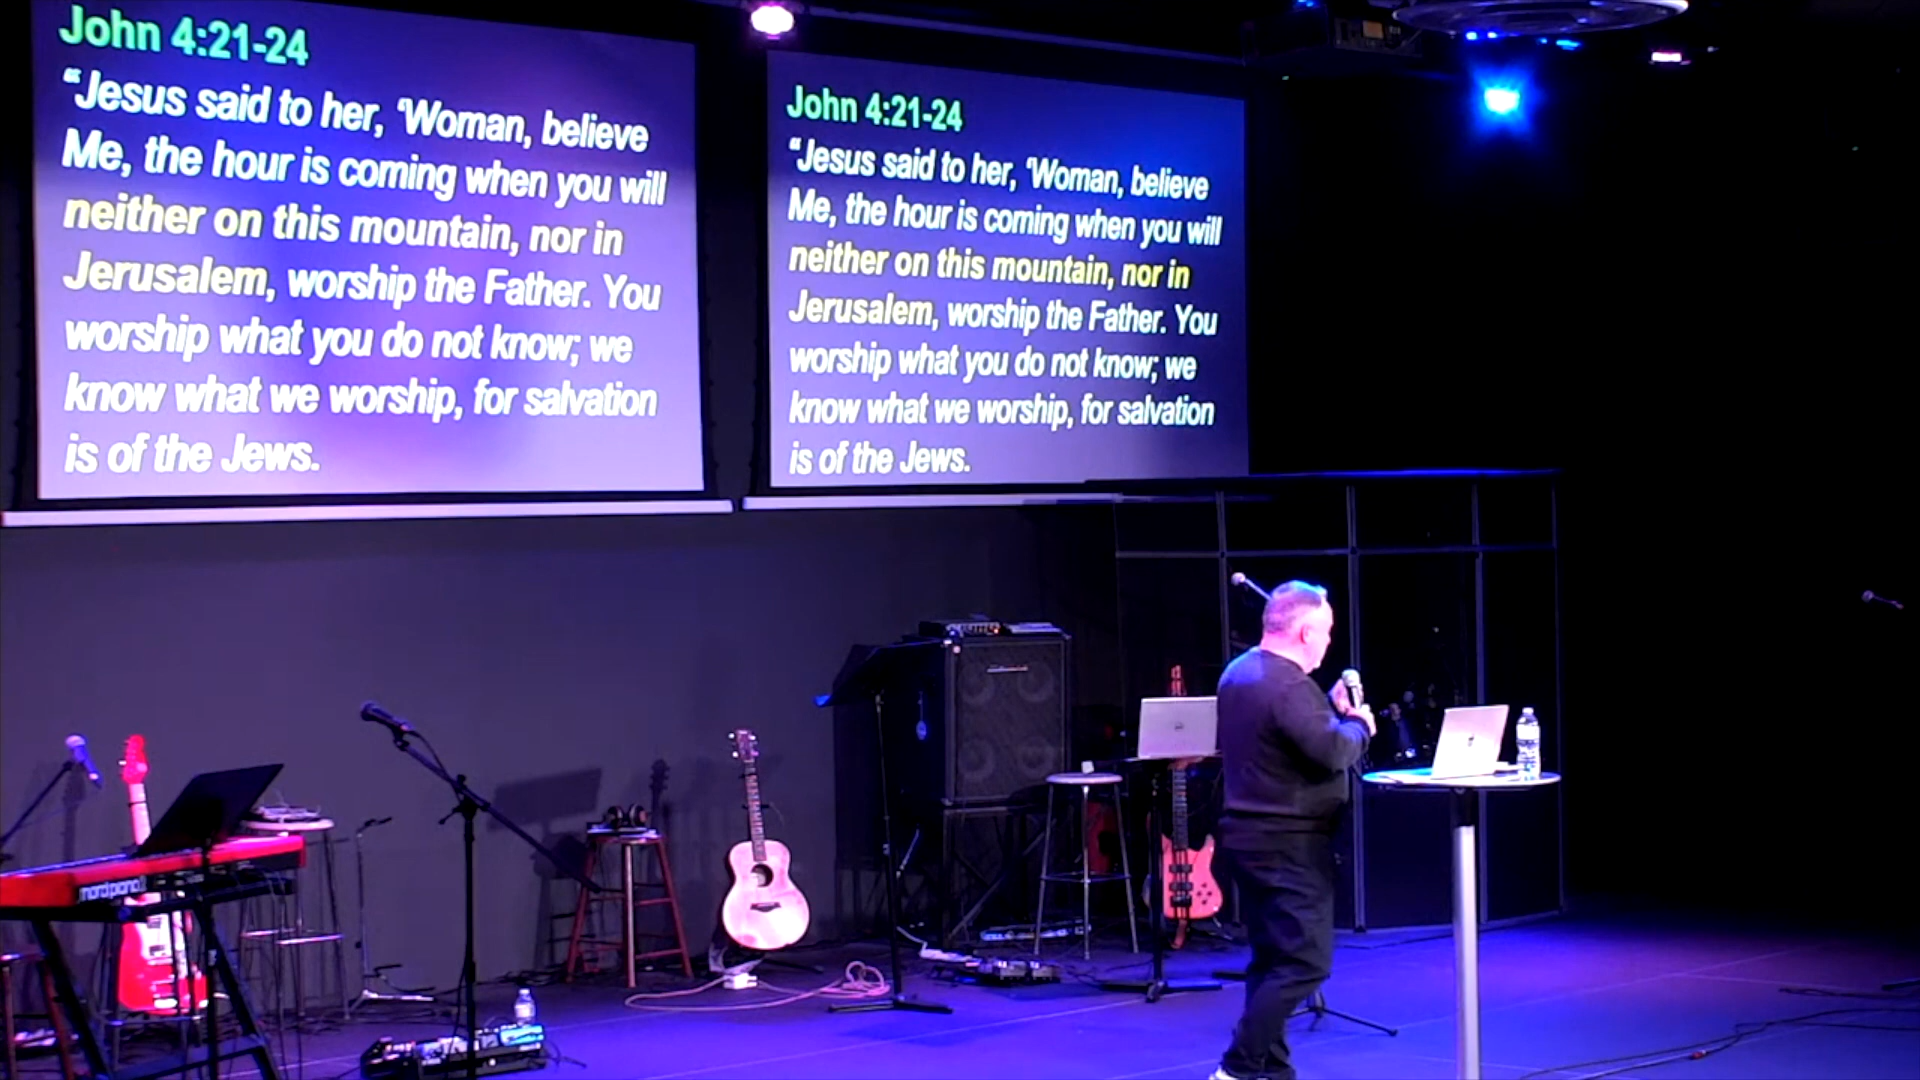 John 4:21-24
“Jesus said to her, ‘Woman, believe
Me, the hour is coming when you will
neither on this mountain, nor in
Jerusalem, worship the Father. You
worship what you do not know; we
know what we worship, for salvation
is of the Jews.
John 4:21-24
“Jesus said to her, ‘Woman, believe
Me, the hour is coming when you will
neither on this mountain, nor in
Jerusalem, worship the Father. You
worship what you do not know; we
know what we worship, for salvation
is of the Jews.
nord piano